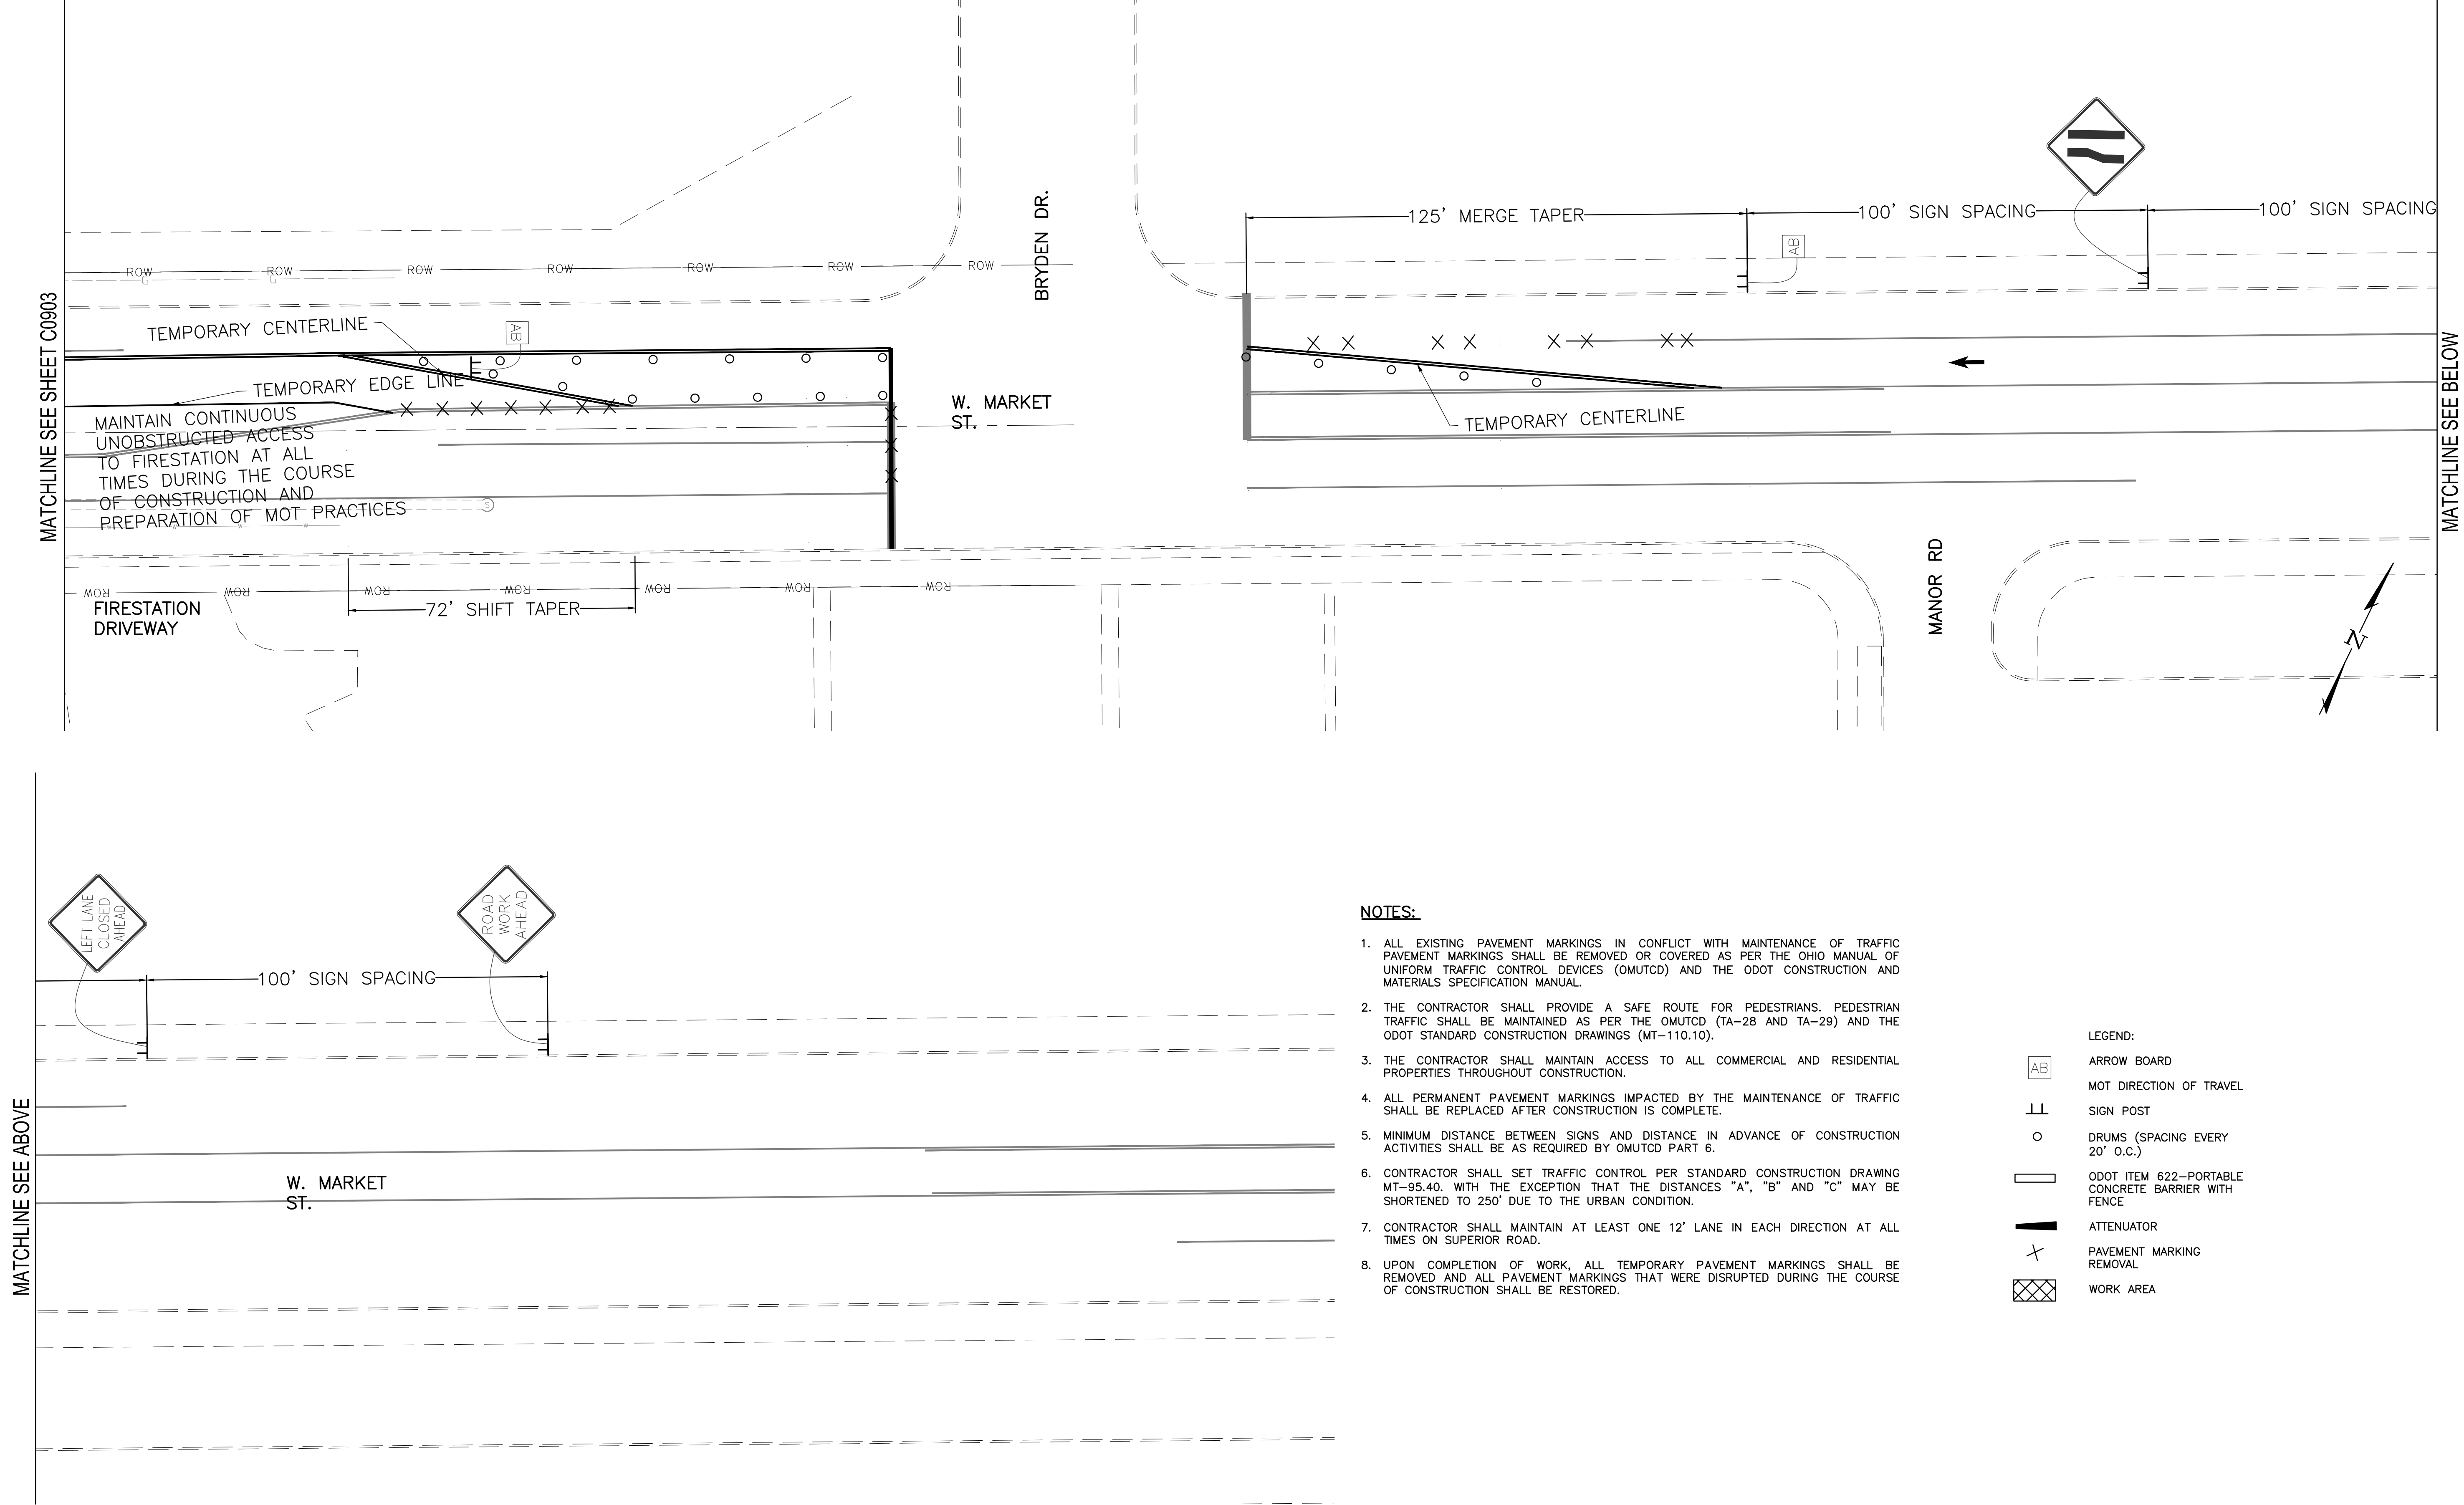 MATCHLINE SEE SHEET C0903
BRYDEN DR.
125' MERGE TAPER
100' SIGN SPACING
100' SIGN SPACING
AB
ROW ROW ROW ROW ROW ROW ROW
G G
TEMPORARY CENTERLINE
AB
TEMPORARY EDGE LINE
MAINTAIN CONTINUOUS
UNOBSTRUCTED ACCESS
TO FIRESTATION AT ALL
TIMES DURING THE COURSE
OF CONSTRUCTION AND
PREPARATION OF MOT PRACTICES
S
W W W W
W. MARKET
ST.
TEMPORARY CENTERLINE
MATCHLINE SEE BELOW
ROW ROW ROW ROW ROW ROW ROW
FIRESTATION
DRIVEWAY
72' SHIFT TAPER
MANOR RD
N
MATCHLINE SEE ABOVE
LEFT LANE
CLOSED
AHEAD
ROAD
WORK
AHEAD
100' SIGN SPACING
W. MARKET
ST.
NOTES:
1. ALL EXISTING PAVEMENT MARKINGS IN CONFLICT WITH MAINTENANCE OF TRAFFIC
PAVEMENT MARKINGS SHALL BE REMOVED OR COVERED AS PER THE OHIO MANUAL OF
UNIFORM TRAFFIC CONTROL DEVICES (OMUTCD) AND THE ODOT CONSTRUCTION AND
MATERIALS SPECIFICATION MANUAL.
2. THE CONTRACTOR SHALL PROVIDE A SAFE ROUTE FOR PEDESTRIANS. PEDESTRIAN
TRAFFIC SHALL BE MAINTAINED AS PER THE OMUTCD (TA-28 AND TA-29) AND THE
ODOT STANDARD CONSTRUCTION DRAWINGS (MT-110.10).
3. THE CONTRACTOR SHALL MAINTAIN ACCESS TO ALL COMMERCIAL AND RESIDENTIAL
PROPERTIES THROUGHOUT CONSTRUCTION.
4. ALL PERMANENT PAVEMENT MARKINGS IMPACTED BY THE MAINTENANCE OF TRAFFIC
SHALL BE REPLACED AFTER CONSTRUCTION IS COMPLETE.
5. MINIMUM DISTANCE BETWEEN SIGNS AND DISTANCE IN ADVANCE OF CONSTRUCTION
ACTIVITIES SHALL BE AS REQUIRED BY OMUTCD PART 6.
6. CONTRACTOR SHALL SET TRAFFIC CONTROL PER STANDARD CONSTRUCTION DRAWING
MT-95.40. WITH THE EXCEPTION THAT THE DISTANCES "A", "B" AND "C" MAY BE
SHORTENED TO 250' DUE TO THE URBAN CONDITION.
7. CONTRACTOR SHALL MAINTAIN AT LEAST ONE 12' LANE IN EACH DIRECTION AT ALL
TIMES ON SUPERIOR ROAD.
8. UPON COMPLETION OF WORK, ALL TEMPORARY PAVEMENT MARKINGS SHALL BE
REMOVED AND ALL PAVEMENT MARKINGS THAT WERE DISRUPTED DURING THE COURSE
OF CONSTRUCTION SHALL BE RESTORED.
LEGEND:
AB ARROW BOARD
MOT DIRECTION OF TRAVEL
SIGN POST
DRUMS (SPACING EVERY
20' O.C.)
ODOT ITEM 622-PORTABLE
CONCRETE BARRIER WITH
FENCE
ATTENUATOR
PAVEMENT MARKING
REMOVAL
WORK AREA